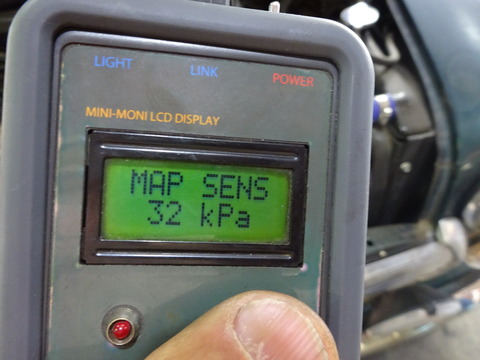 LIGHT LINK POWER
MINI-MONI LCD DISPLAY
MAP SENS
32 kPa